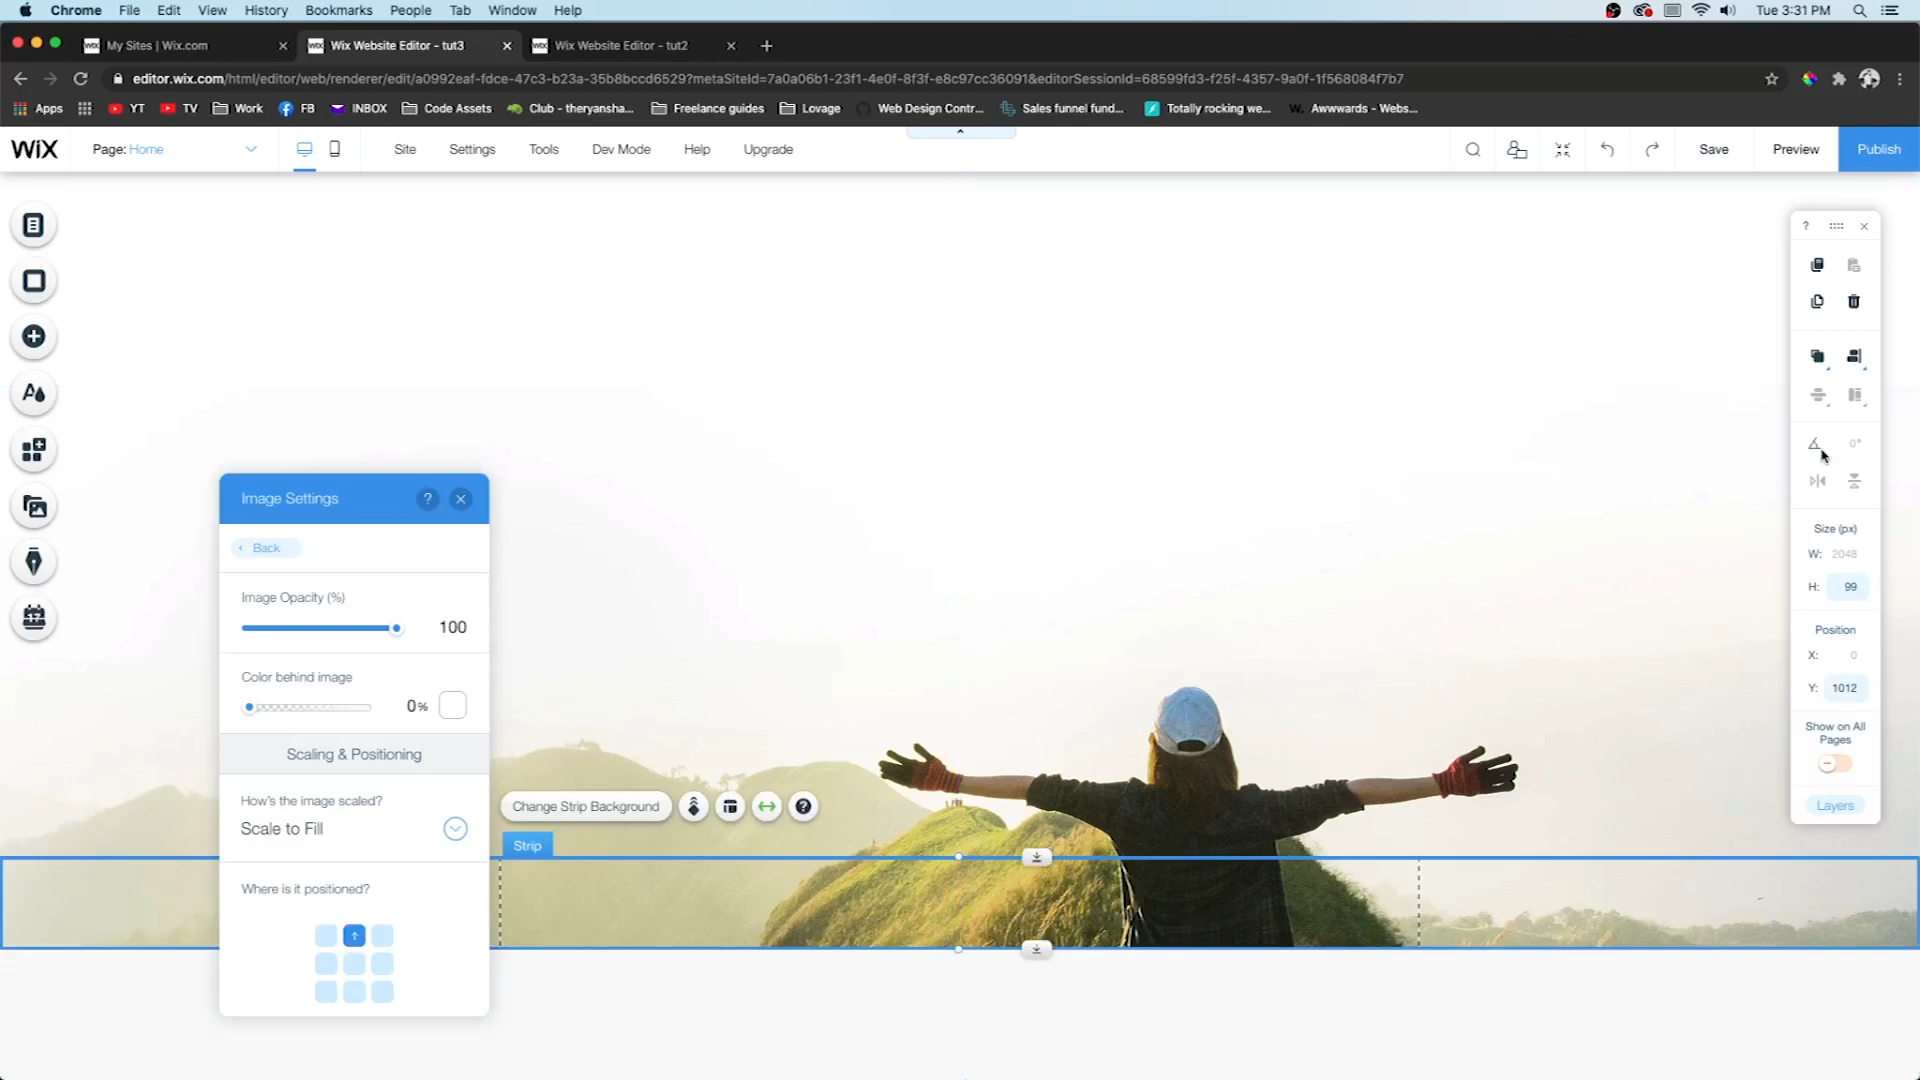 Chrome File Edit View History Bookmarks People Tab Window Help Tue 3:31 PM
WIX My Sites | Wix.com WIX Wix Website Editor - tut3 WIX Wix Website Editor - tut2
editor.wix.com/html/editor/web/renderer/edit/a0992eaf-fdce-47c3-b23a-35b8bccd6529?metaSiteId=7a0a06b1-23f1-4e0f-8f3f-e8c97cc36091&editorSessionId=68599fd3-f25f-4357-9a0f-1f568084f7b7
Apps YT TV Work FB INBOX Code Assets Club - theryansha... Freelance guides Lovage Web Design Contr... Sales funnel fund... Totally rocking we... W. Awwwards - Webs...
WiX Page: Home Site Settings Tools Dev Mode Help Upgrade Save Preview Publish
?
0°
Image Settings ?
Back
Size (px)
W: 2048
H: 99
Image Opacity (%)
100
Position
X: 0
Y: 1012
Color behind image
0%
Show on All
Pages
Scaling & Positioning
How's the image scaled?
Scale to Fill
Change Strip Background ?
Layers
Strip
Where is it positioned?
17